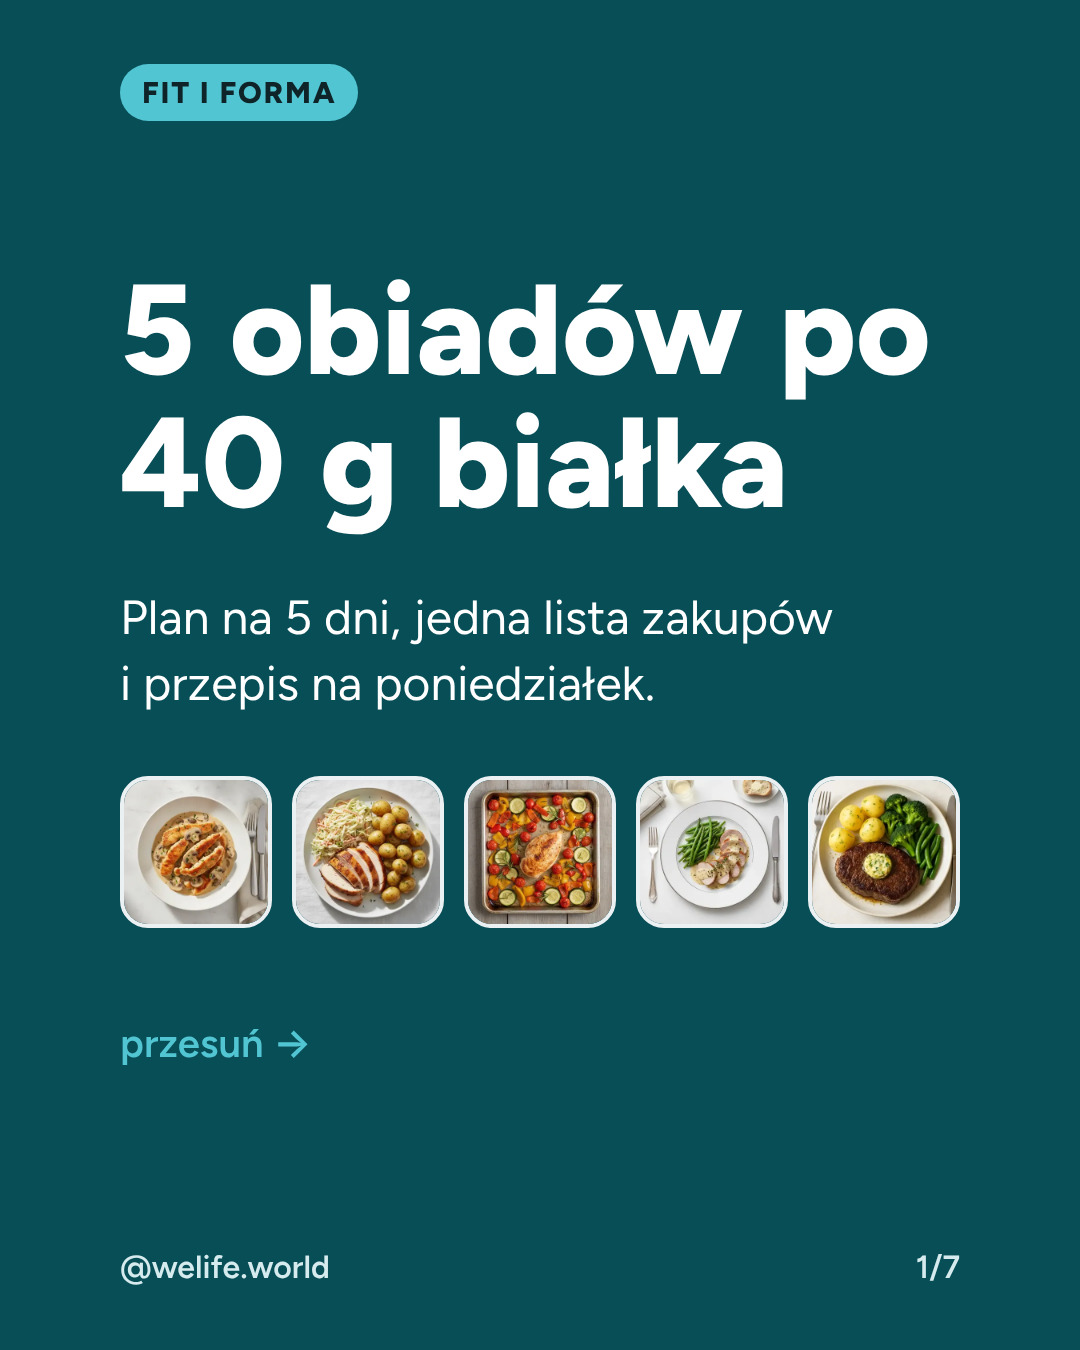 FIT I FORMA
5 obiadów po
40 g białka
Plan na 5 dni, jedna lista zakupów
i przepis na poniedziałek.
przesuń →
@welife.world
1/7